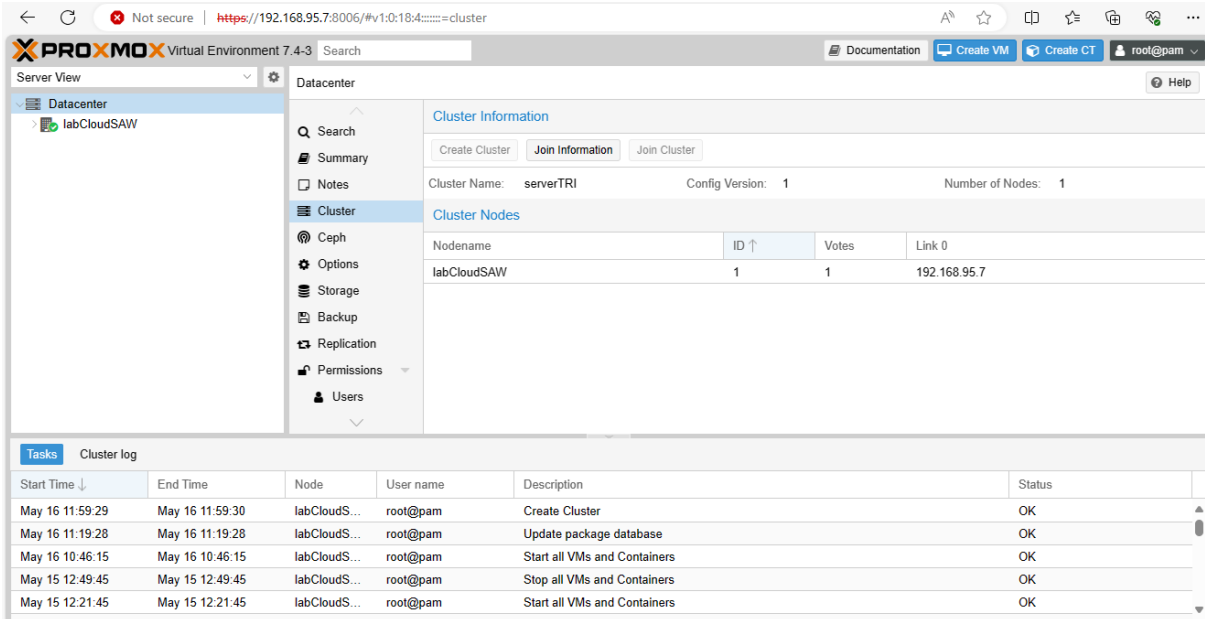 Not secure https://192.168.95.7:8006/#v1:0:18:4:::::::=cluster
PROXMOX Virtual Environment 7.4-3 Search Documentation Create VM Create CT root@pam
Server View
Datacenter
labCloudSAW
Datacenter Help
Search
Summary
Notes
Cluster
Ceph
Options
Storage
Backup
Replication
Permissions
Users
Cluster Information
Create Cluster Join Information Join Cluster
Cluster Name: serverTRI Config Version: 1 Number of Nodes: 1
Cluster Nodes
Nodename ID ↑ Votes Link 0
labCloudSAW 1 1 192.168.95.7
Tasks Cluster log
Start Time ↓ End Time Node User name Description Status
May 16 11:59:29 May 16 11:59:30 labCloudS... root@pam Create Cluster OK
May 16 11:19:28 May 16 11:19:28 labCloudS... root@pam Update package database OK
May 16 10:46:15 May 16 10:46:15 labCloudS... root@pam Start all VMs and Containers OK
May 15 12:49:45 May 15 12:49:45 labCloudS... root@pam Stop all VMs and Containers OK
May 15 12:21:45 May 15 12:21:45 labCloudS... root@pam Start all VMs and Containers OK